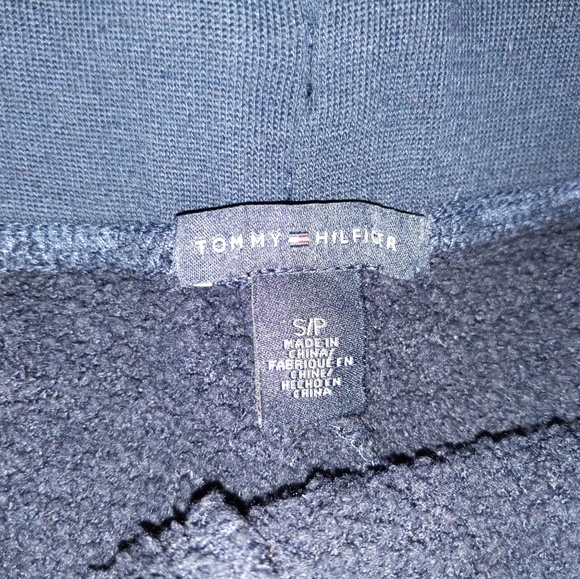 TOMMY HILFIGER
S/P
MADE IN
CHINA/
FABRIQUE EN
CHINE/
HECHO EN
CHINA